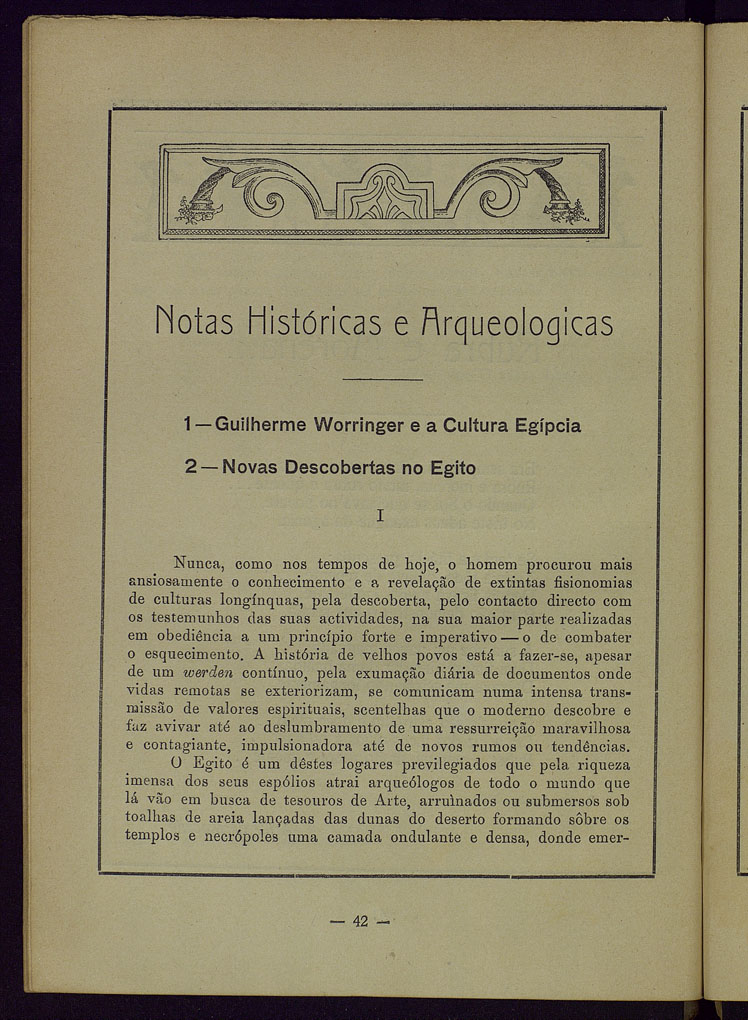 Notas Históricas e Arqueologicas
1—Guilherme Worringer e a Cultura Egípcia
2—Novas Descobertas no Egito
I
Nunca, como nos tempos de hoje, o homem procurou mais
ansiosamente o conhecimento e a revelação de extintas fisionomias
de culturas longínquas, pela descoberta, pelo contacto directo com
os testemunhos das suas actividades, na sua maior parte realizadas
em obediência a um princípio forte e imperativo — o de combater
o esquecimento. A história de velhos povos está a fazer-se, apesar
de um werden contínuo, pela exumação diária de documentos onde
vidas remotas se exteriorizam, se comunicam numa intensa trans-
missão de valores espirituais, scentelhas que o moderno descobre e
faz avivar até ao deslumbramento de uma ressurreição maravilhosa
e contagiante, impulsionadora até de novos rumos ou tendências.
O Egito é um dêstes logares previlegiados que pela riqueza
imensa dos seus espólios atrai arqueólogos de todo o mundo que
lá vão em busca de tesouros de Arte, arruinados ou submersos sob
toalhas de areia lançadas das dunas do deserto formando sôbre os
templos e necrópoles uma camada ondulante e densa, donde emer-
— 42 —